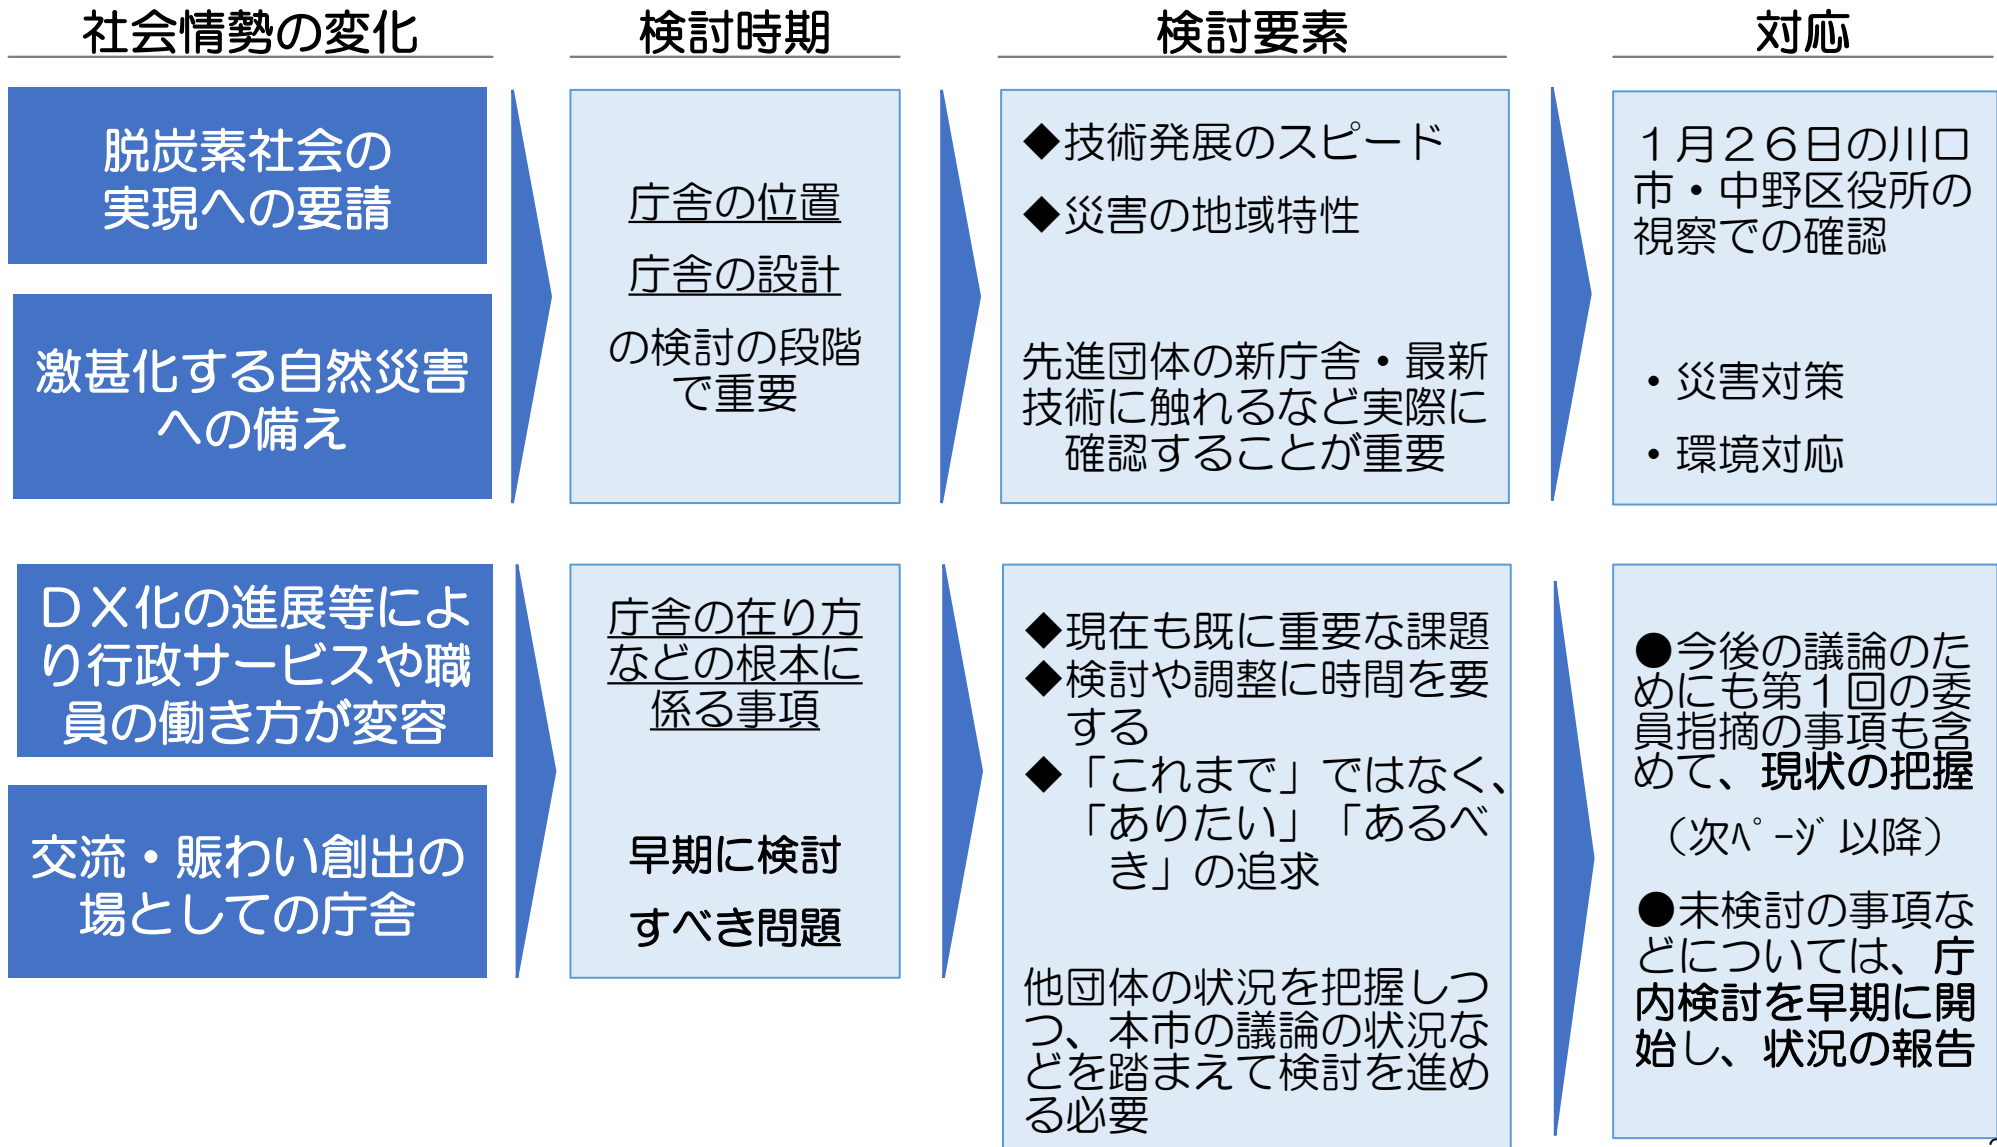 社会情勢の変化
検討時期
検討要素
対応
脱炭素社会の
実現への要請
激甚化する自然災害
への備え
庁舎の位置
庁舎の設計
の検討の段階
で重要
◆技術発展のスピード
◆災害の地域特性
先進団体の新庁舎・最新
技術に触れるなど実際に
確認することが重要
１月２６日の川口
市・中野区役所の
視察での確認
・災害対策
・環境対応
ＤＸ化の進展等によ
り行政サービスや職
員の働き方が変容
交流・賑わい創出の
場としての庁舎
庁舎の在り方
などの根本に
係る事項
早期に検討
すべき問題
◆現在も既に重要な課題
◆検討や調整に時間を要
する
◆「これまで」ではなく、
「ありたい」「あるべ
き」の追求
他団体の状況を把握しつ
つ、本市の議論の状況な
どを踏まえて検討を進め
る必要
●今後の議論のた
めにも第１回の委
員指摘の事項も含
めて、現状の把握
（次ﾍﾟｰｼﾞ以降）
●未検討の事項な
どについては、庁
内検討を早期に開
始し、状況の報告